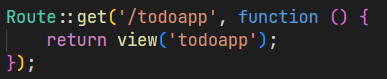 Route::get('/todoapp', function () {
    return view('todoapp');
});